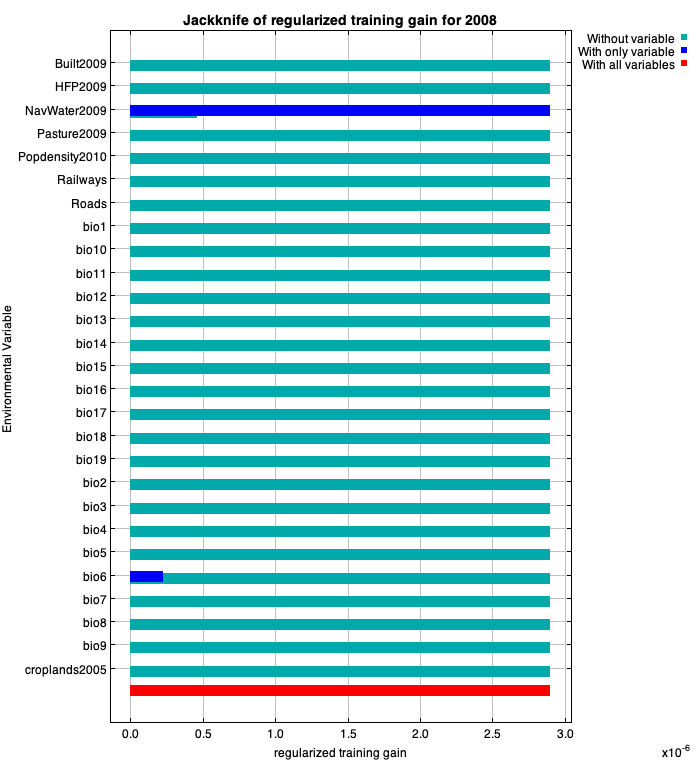 Jackknife of regularized training gain for 2008
Without variable
With only variable
With all variables
Environmental Variable
Built2009
HFP2009
NavWater2009
Pasture2009
Popdensity2010
Railways
Roads
bio1
bio10
bio11
bio12
bio13
bio14
bio15
bio16
bio17
bio18
bio19
bio2
bio3
bio4
bio5
bio6
bio7
bio8
bio9
croplands2005
0.0 0.5 1.0 1.5 2.0 2.5 3.0
regularized training gain
x10⁻⁶